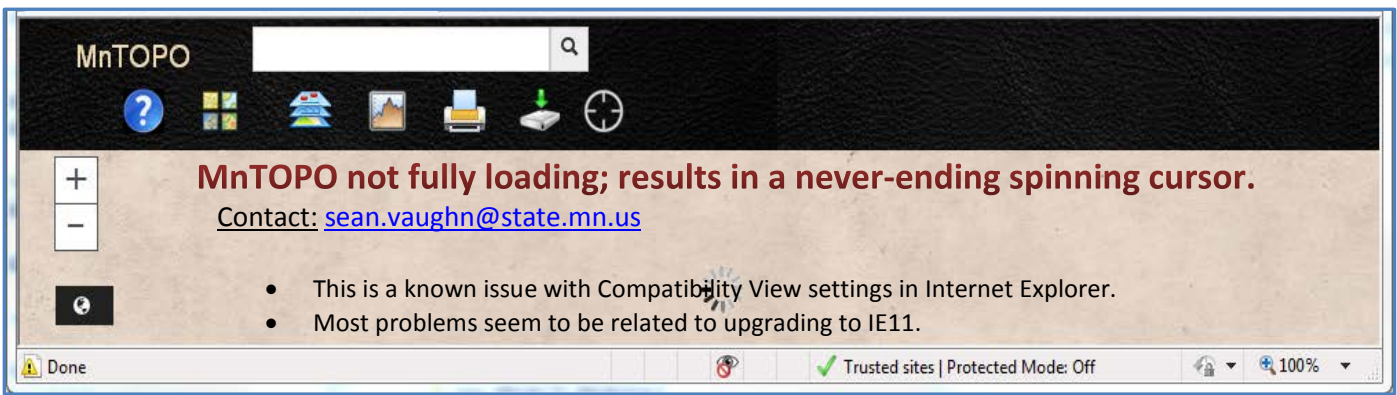 MnTOPO
MnTOPO not fully loading; results in a never-ending spinning cursor.
Contact: sean.vaughn@state.mn.us
• This is a known issue with Compatibility View settings in Internet Explorer.
• Most problems seem to be related to upgrading to IE11.
Done
Trusted sites | Protected Mode: Off
100%